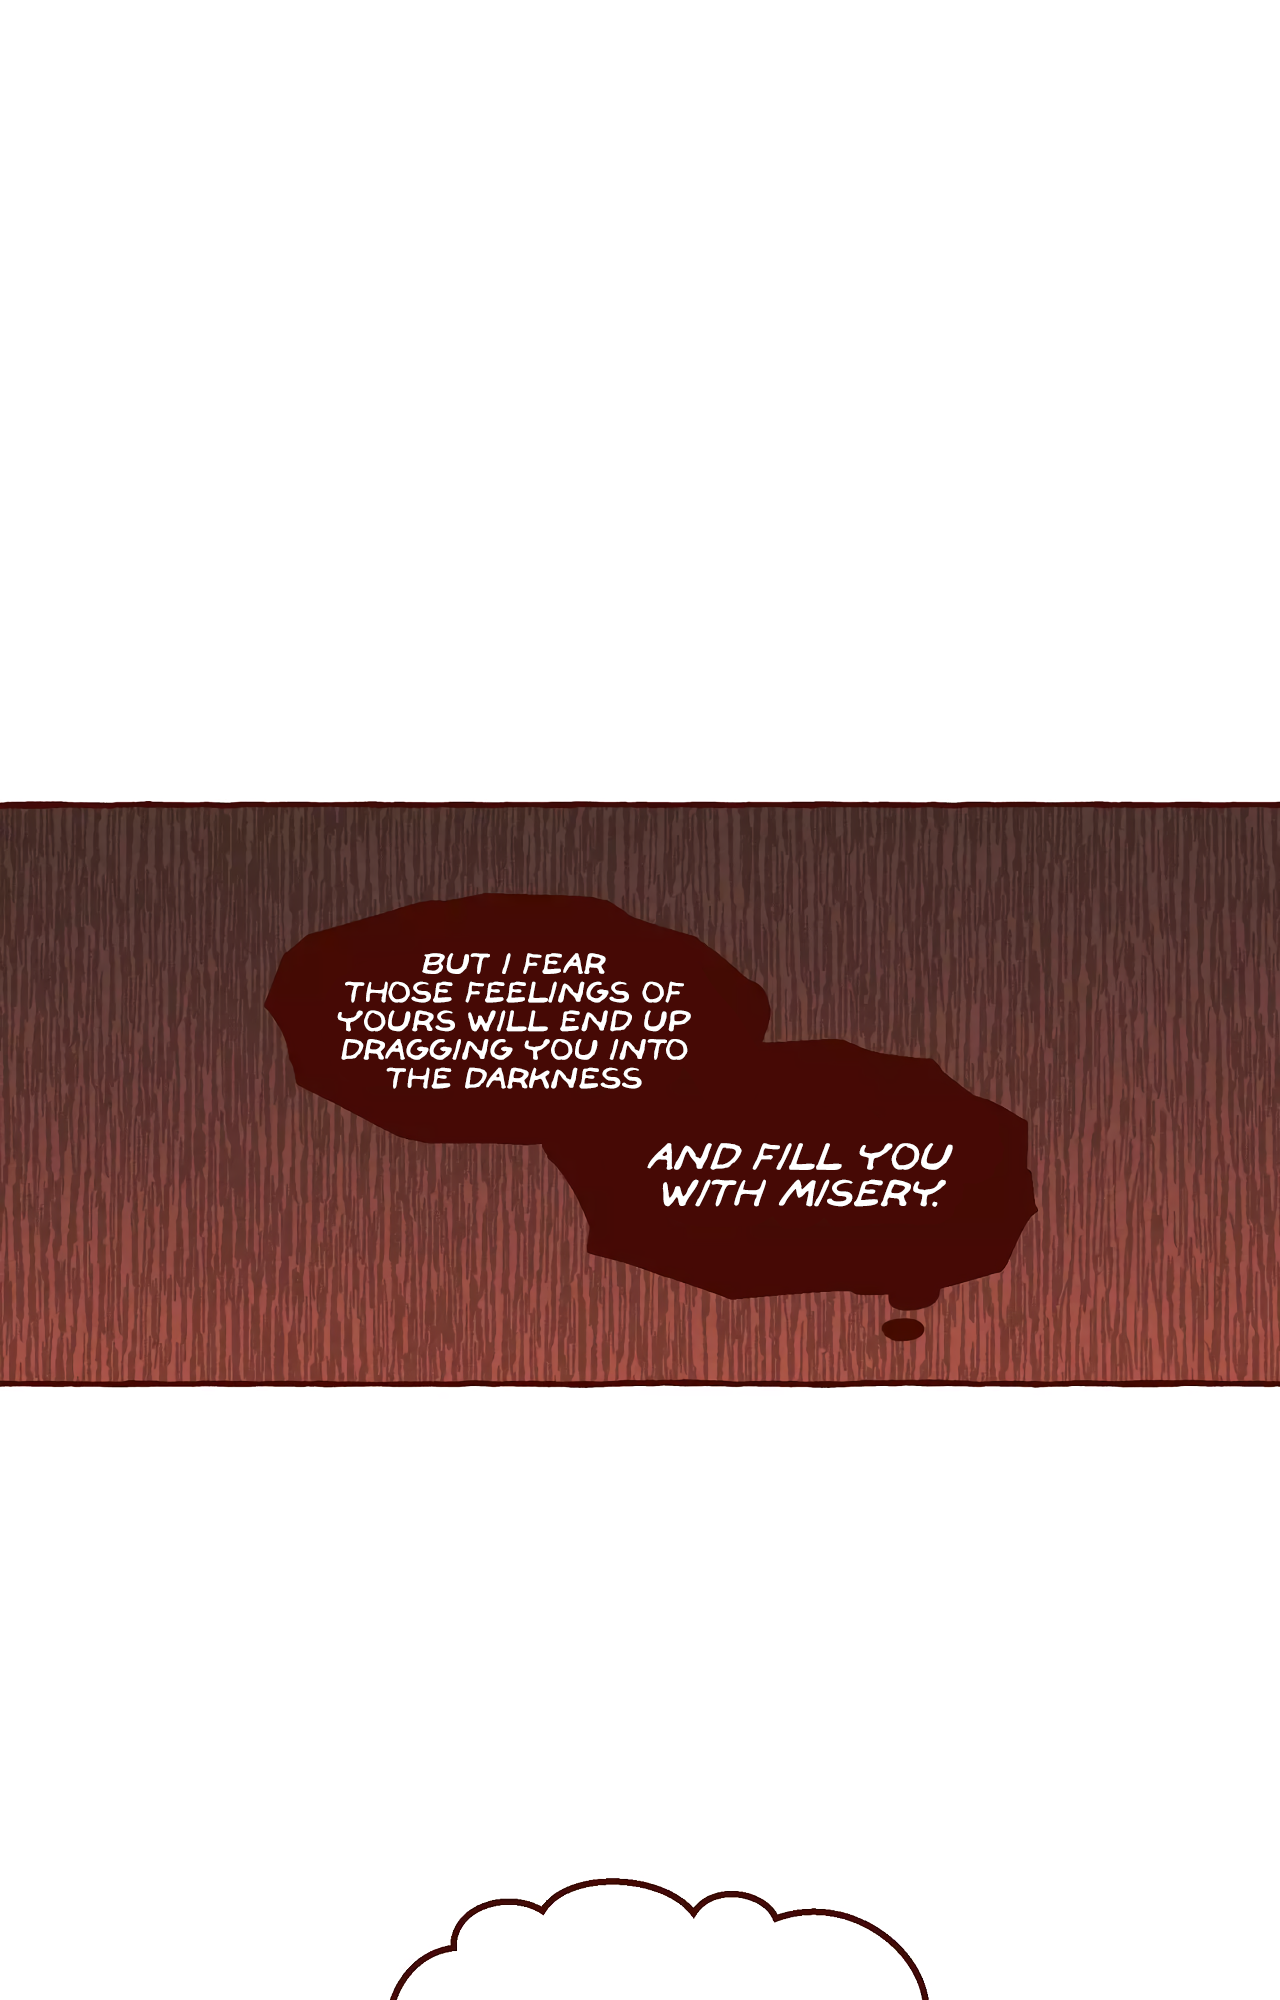 BUT I FEAR
THOSE FEELINGS OF
YOURS WILL END UP
DRAGGING YOU INTO
THE DARKNESS
AND FILL YOU
WITH MISERY.